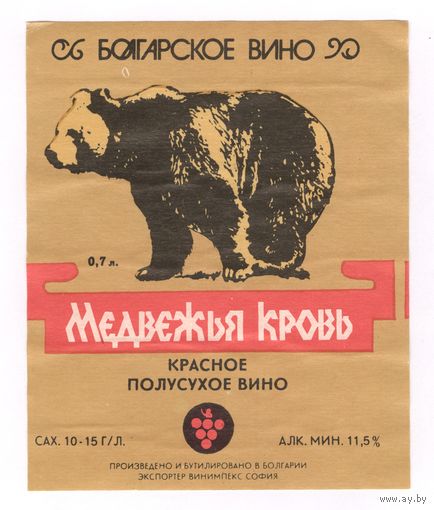 БОЛГАРСКОЕ ВИНО
0,7 л.
Медвежья кровь
КРАСНОЕ
ПОЛУСУХОЕ ВИНО
САХ. 10-15 Г/Л.
АЛК. МИН. 11,5%
ПРОИЗВЕДЕНО И БУТИЛИРОВАНО В БОЛГАРИИ
ЭКСПОРТЕР ВИНИМПЕКС СОФИЯ
www.ay.by